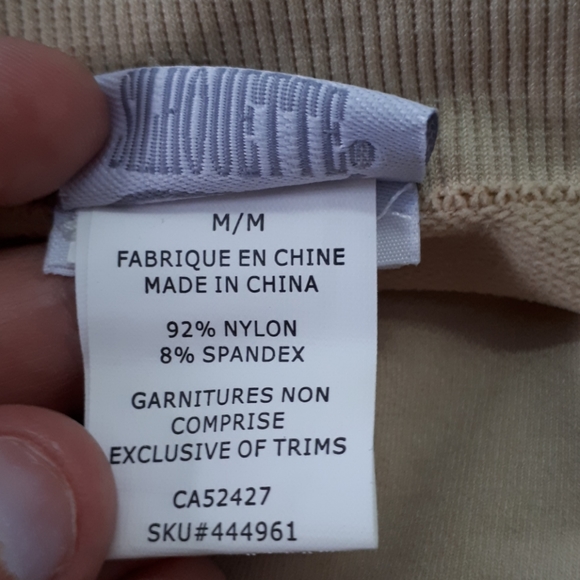 M/M
FABRIQUE EN CHINE
MADE IN CHINA
92% NYLON
8% SPANDEX
GARNITURES NON
COMPRISE
EXCLUSIVE OF TRIMS
CA52427
SKU#444961